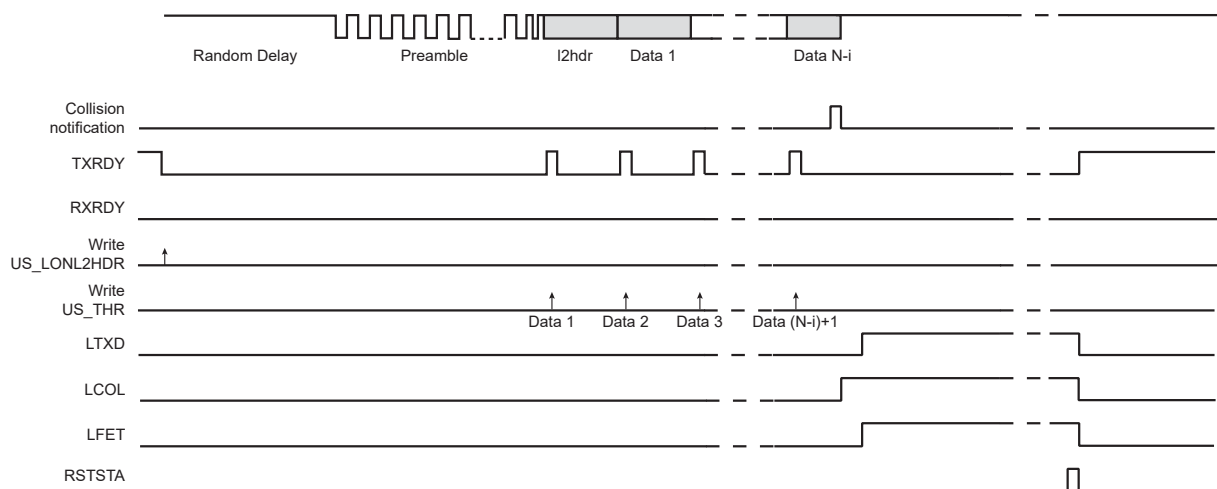 Random Delay Preamble l2hdr Data 1 Data N-i
Collision
notification
TXRDY
RXRDY
Write
US_LONL2HDR
Write
US_THR
Data 1 Data 2 Data 3 Data (N-i)+1
LTXD
LCOL
LFET
RSTSTA